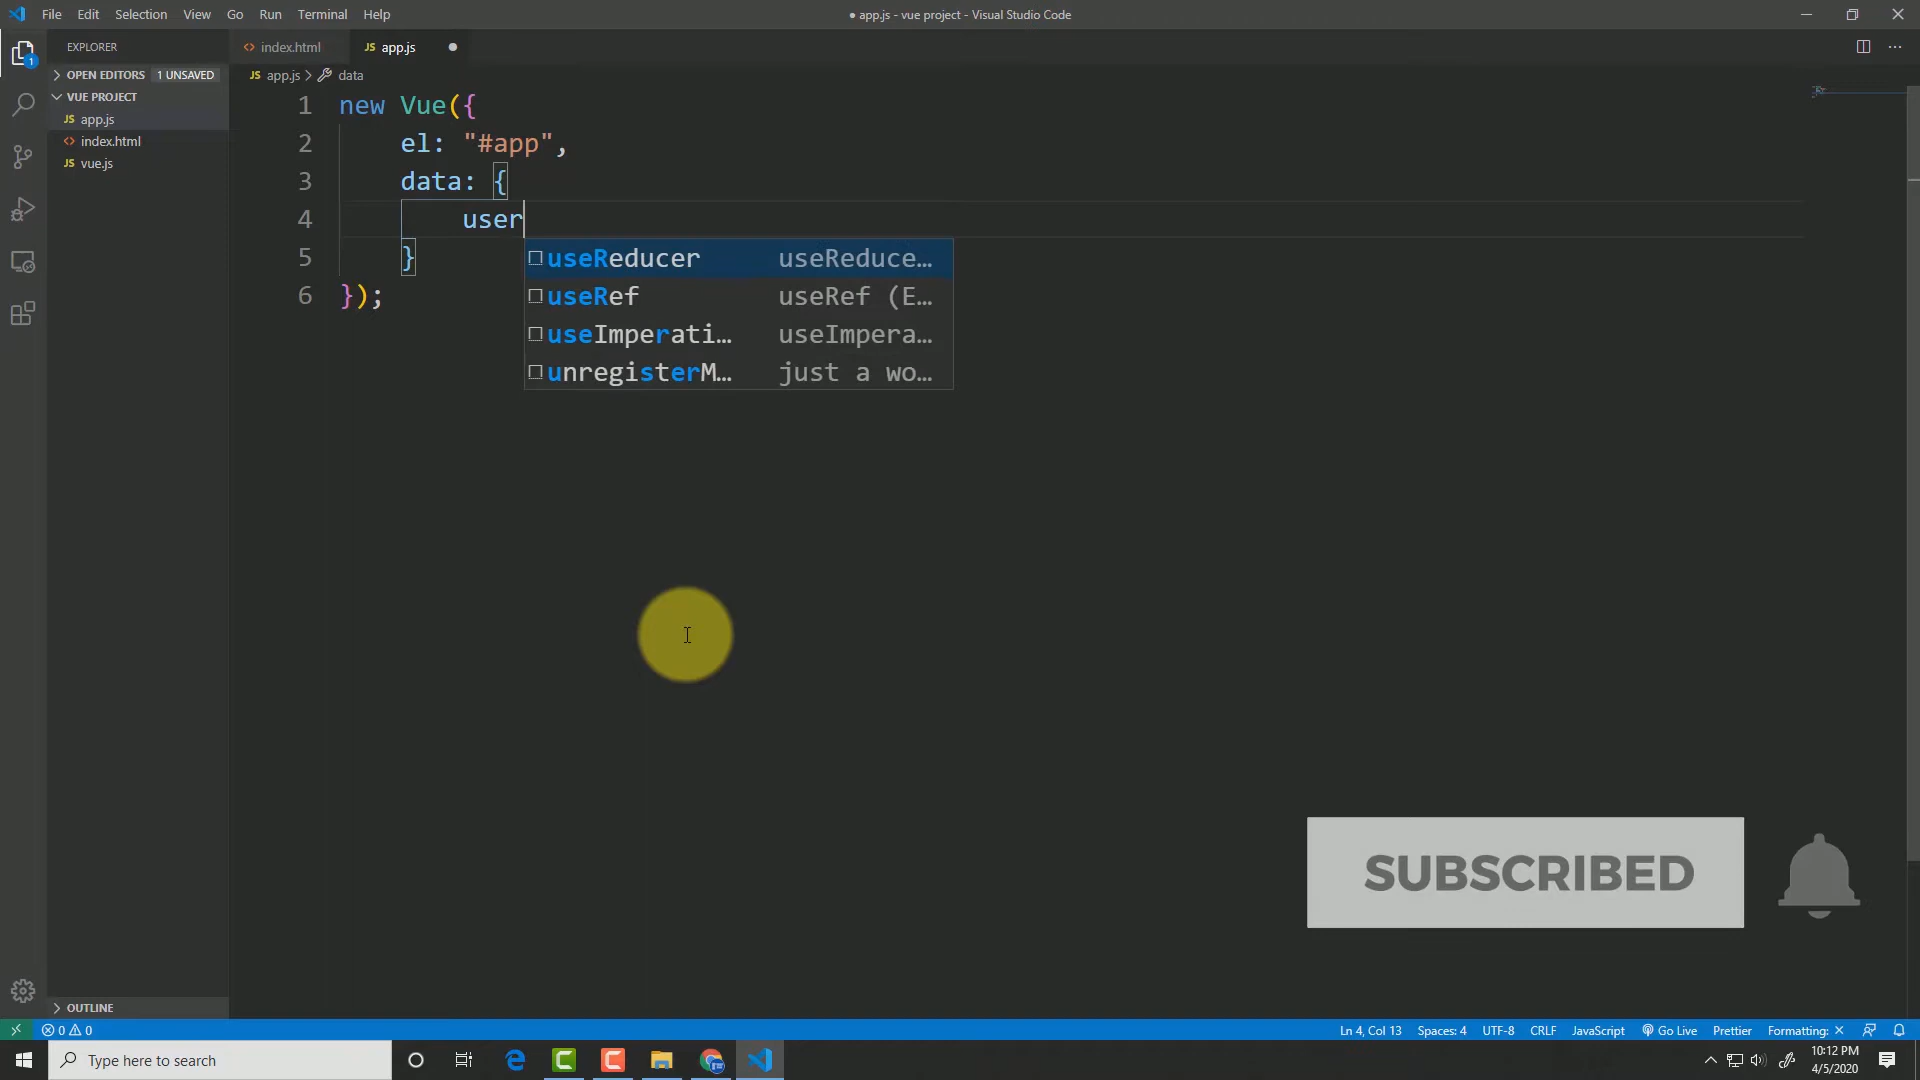 File Edit Selection View Go Run Terminal Help
● app.js - vue project - Visual Studio Code
EXPLORER
index.html
JS app.js
OPEN EDITORS 1 UNSAVED
JS app.js > data
VUE PROJECT
JS app.js
index.html
JS vue.js
1 new Vue({
2 el: "#app",
3 data: {
4 user
5 }
6 });
useReducer useReduce…
useRef useRef (E…
useImperati… useImpera…
unregisterM… just a wo…
1
SUBSCRIBED
OUTLINE
0 0
Ln 4, Col 13 Spaces: 4 UTF-8 CRLF JavaScript Go Live Prettier Formatting: ×
Type here to search
10:12 PM
4/5/2020